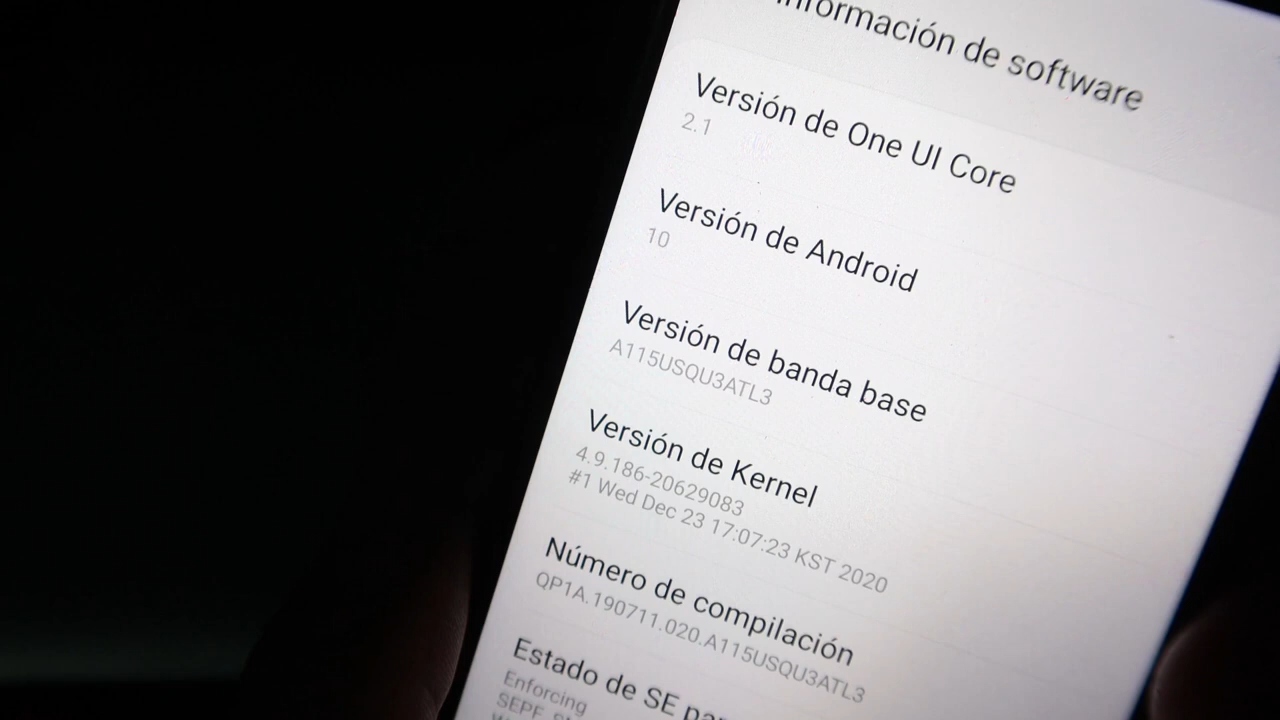 Información de software
Versión de One UI Core
2.1
Versión de Android
10
Versión de banda base
A115USQU3ATL3
Versión de Kernel
4.9.186-20629083
#1 Wed Dec 23 17:07:23 KST 2020
Número de compilación
QP1A.190711.020.A115USQU3ATL3
Estado de SE
Enforcing